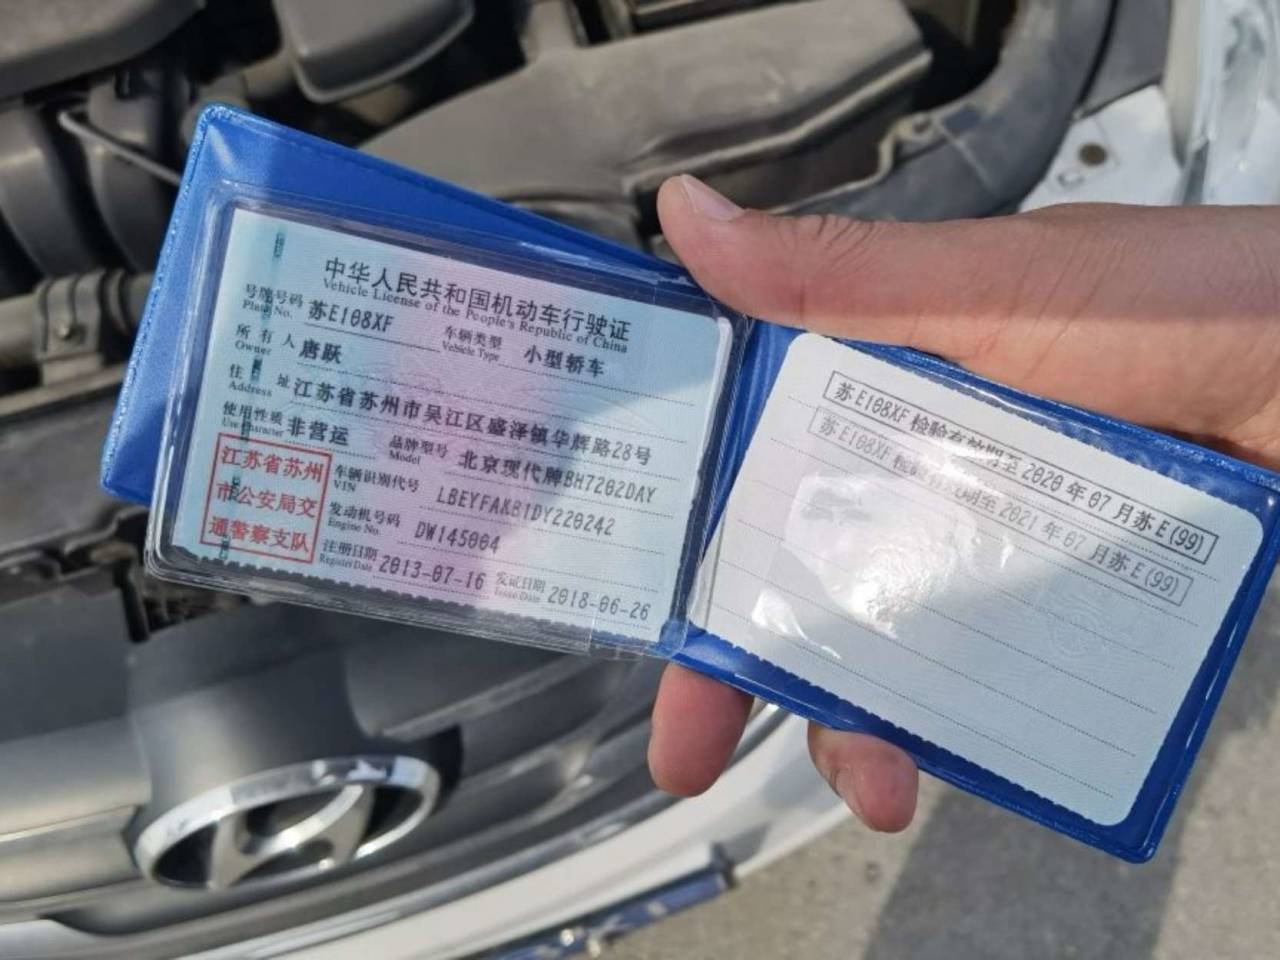 中华人民共和国机动车行驶证
Vehicle License of the People's Republic of China
号牌号码 苏E108XF 车辆类型 小型轿车
Plate No. Vehicle Type
所有人 唐跃
Owner
住址 江苏省苏州市吴江区盛泽镇华辉路28号
Address
使用性质 非营运 品牌型号 北京现代牌BH7202DAY
Use Character Model
车辆识别代号 LBEYFAKB1DY220242
VIN
发动机号码 DW145064
Engine No.
注册日期 2013-07-16 发证日期 2018-06-26
Register Date Issue Date
江苏省苏州
市公安局交
通警察支队
苏E108XF 检验有效期至 2020 年 07 月苏E(99)
苏E108XF 检验有效期至 2021 年 07 月苏E(99)